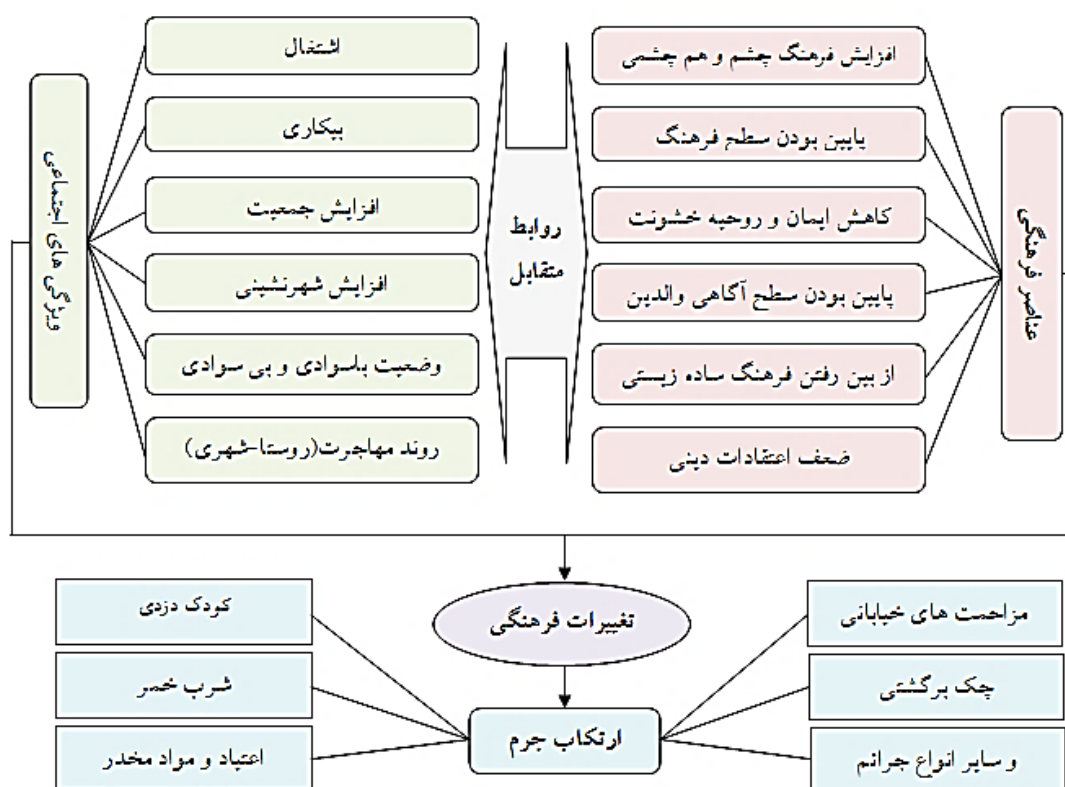 عناصر فرهنگی
افزایش فرهنگ چشم و هم چشمی
پایین بودن سطح فرهنگ
کاهش ایمان و روحیه خشونت
پایین بودن سطح آگاهی والدین
از بین رفتن فرهنگ ساده زیستی
ضعف اعتقادات دینی
روابط
متقابل
ویژگی های اجتماعی
اشتغال
بیکاری
افزایش جمعیت
افزایش شهرنشینی
وضعیت باسوادی و بی سوادی
روند مهاجرت(روستا-شهری)
تغییرات فرهنگی
ارتکاب جرم
مزاحمت های خیابانی
چک برگشتی
و سایر انواع جرائم
کودک دزدی
شرب خمر
اعتیاد و مواد مخدر